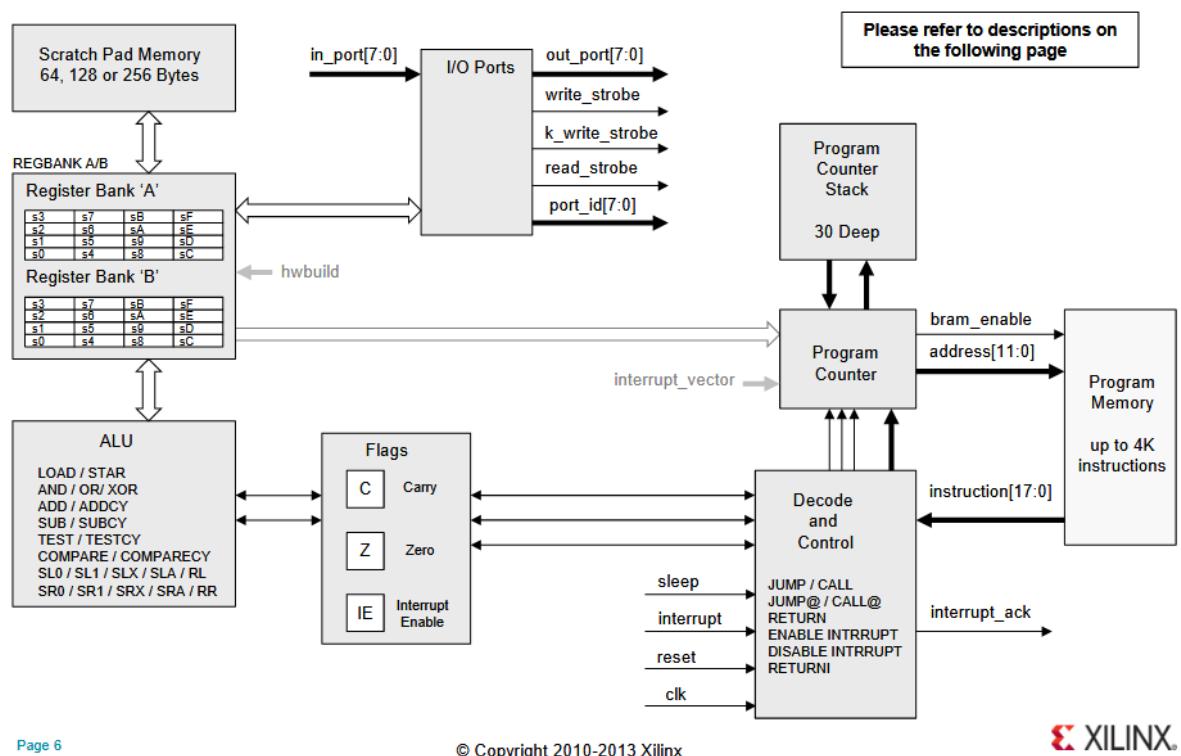 Please refer to descriptions on
the following page
Scratch Pad Memory
64, 128 or 256 Bytes
in_port[7:0]
I/O Ports
out_port[7:0]
write_strobe
k_write_strobe
read_strobe
port_id[7:0]
Program
Counter
Stack
30 Deep
REGBANK A/B
Register Bank 'A'
s3 s7 sB sF
s2 s6 sA sE
s1 s5 s9 sD
s0 s4 s8 sC
Register Bank 'B'
s3 s7 sB sF
s2 s6 sA sE
s1 s5 s9 sD
s0 s4 s8 sC
hwbuild
interrupt_vector
Program
Counter
bram_enable
address[11:0]
Program
Memory
up to 4K
instructions
instruction[17:0]
ALU
LOAD / STAR
AND / OR/ XOR
ADD / ADDCY
SUB / SUBCY
TEST / TESTCY
COMPARE / COMPARECY
SL0 / SL1 / SLX / SLA / RL
SR0 / SR1 / SRX / SRA / RR
Flags
C Carry
Z Zero
IE Interrupt
Enable
Decode
and
Control
JUMP / CALL
JUMP@ / CALL@
RETURN
ENABLE INTRRUPT
DISABLE INTRRUPT
RETURNI
sleep
interrupt
reset
clk
interrupt_ack
Page 6
© Copyright 2010-2013 Xilinx
XILINX.